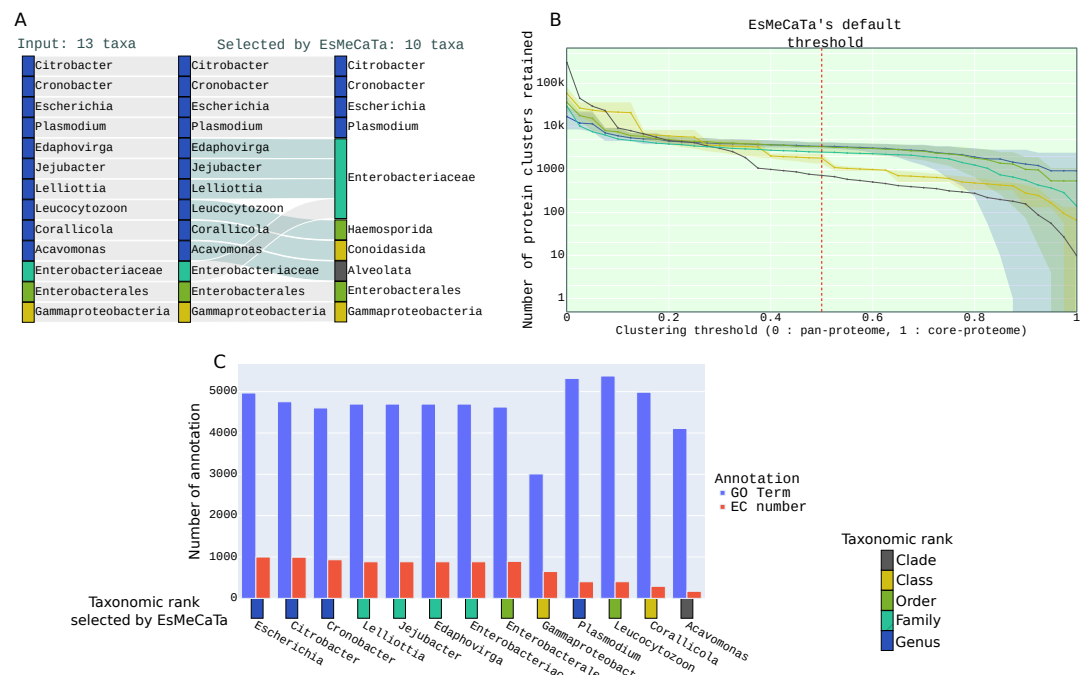 A
Input: 13 taxa
Selected by EsMeCaTa: 10 taxa
Citrobacter
Citrobacter
Citrobacter
Cronobacter
Cronobacter
Cronobacter
Escherichia
Escherichia
Escherichia
Plasmodium
Plasmodium
Plasmodium
Edaphovirga
Edaphovirga
Jejubacter
Jejubacter
Enterobacteriaceae
Lelliottia
Lelliottia
Leucocytozoon
Leucocytozoon
Corallicola
Corallicola
Haemosporida
Acavomonas
Acavomonas
Conoidasida
Enterobacteriaceae
Enterobacteriaceae
Alveolata
Enterobacterales
Enterobacterales
Enterobacterales
Gammaproteobacteria
Gammaproteobacteria
Gammaproteobacteria
B
EsMeCaTa's default
threshold
Number of protein clusters retained
100k
10k
1000
100
10
1
0
0.2
0.4
0.6
0.8
1
Clustering threshold (0 : pan-proteome, 1 : core-proteome)
C
Number of annotation
5000
4000
3000
2000
1000
0
Annotation
GO Term
EC number
Taxonomic rank
selected by EsMeCaTa
Escherichia
Citrobacter
Cronobacter
Lelliottia
Jejubacter
Edaphovirga
Enterobacteriac
Enterobacterale
Gammaproteobact
Plasmodium
Leucocytozoon
Corallicola
Acavomonas
Taxonomic rank
Clade
Class
Order
Family
Genus